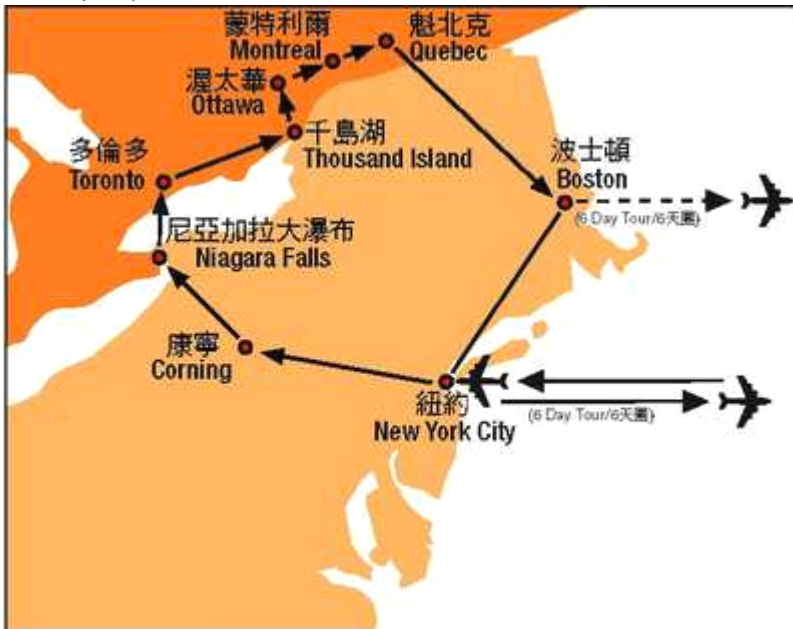 蒙特利爾
Montreal
魁北克
Quebec
渥太華
Ottawa
千島湖
Thousand Island
多倫多
Toronto
波士頓
Boston
(6 Day Tour/6天團)
尼亞加拉大瀑布
Niagara Falls
康寧
Corning
紐約
New York City
(6 Day Tour/6天團)